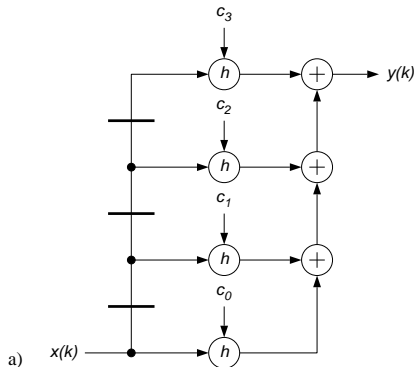 c₃
h + y(k)
c₂
h +
c₁
h +
c₀
a) x(k) h